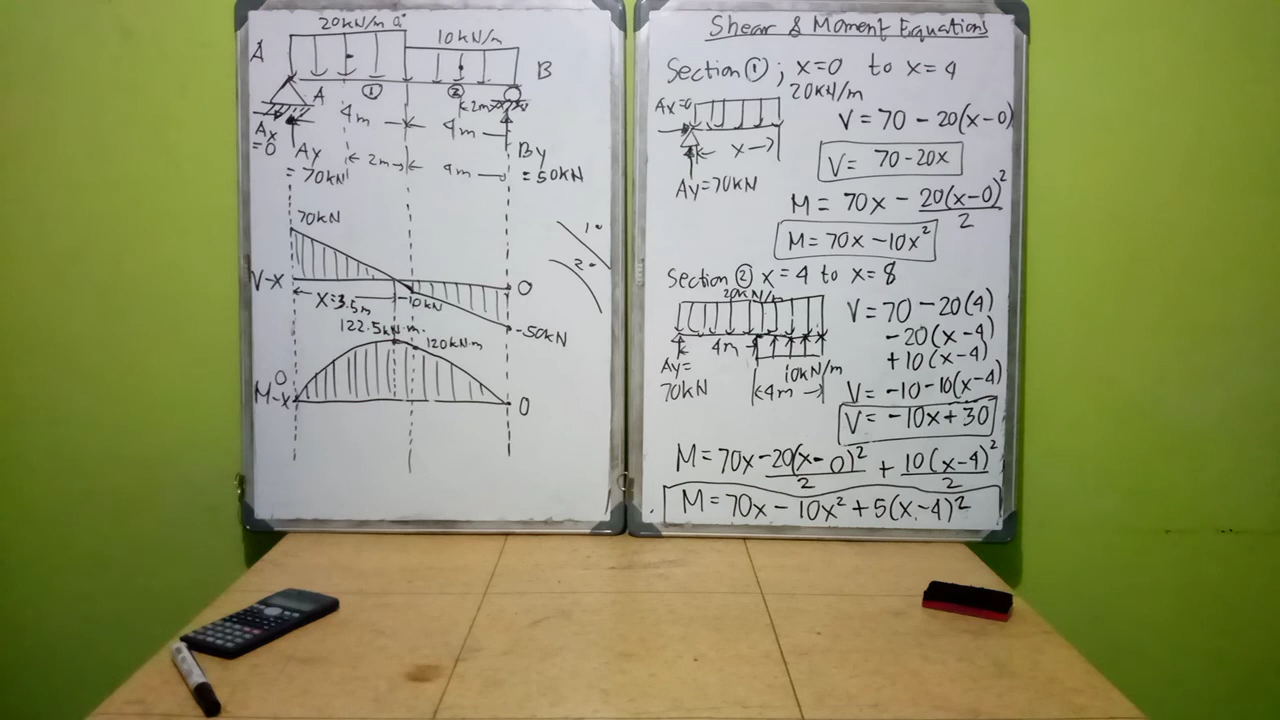 20kN/m
10kN/m
A
B
A
①
②
2m
4m
4m
Ax
=0
Ay
= 70kN
2m
4m
By
= 50kN
70kN
1°
2°
V-x
X=3.5m
-10kN
0
-50kN
122.5kN.m.
120kN.m
0
M-x
0
Shear & Moment Equations
Section ① ; x=0 to x=4
20kN/m
Ax=0
x
Ay=70kN
V = 70 - 20(x-0)
V = 70-20x
M = 70x - 20(x-0)²/2
M = 70x - 10x²
Section ② x = 4 to x=8
20kN/m
4m
Ay=
70kN
10kN/m
4m
V = 70 - 20(4)
- 20(x-4)
+ 10(x-4)
V = -10-10(x-4)
V = -10x+30
M = 70x - 20(x-0)²/2 + 10(x-4)²/2
M = 70x - 10x² + 5(x-4)²